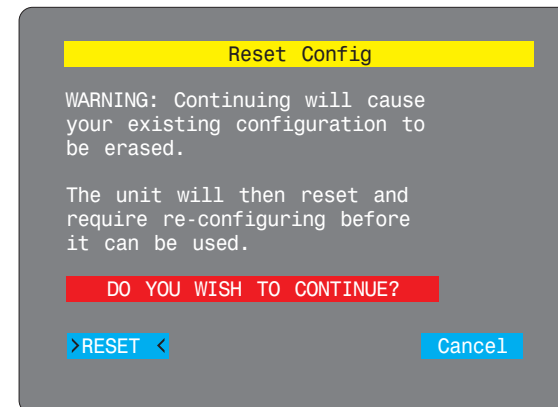 Reset Config
WARNING: Continuing will cause
your existing configuration to
be erased.
The unit will then reset and
require re-configuring before
it can be used.
DO YOU WISH TO CONTINUE?
>RESET < Cancel